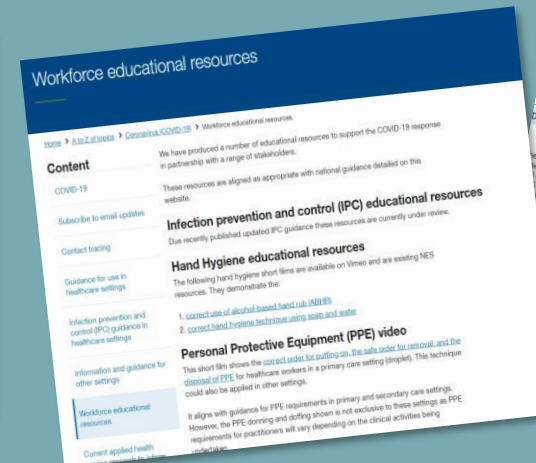 Workforce educational resources
Home > A to Z of topics > Coronavirus (COVID-19) > Workforce educational resources
Content
COVID-19
Subscribe to email updates
Contact tracing
Guidance for use in
healthcare settings
Infection prevention and
control (IPC) guidance in
healthcare settings
Information and guidance for
other settings
Workforce educational
resources
Current applied health
We have produced a number of educational resources to support the COVID-19 response
in partnership with a range of stakeholders.
These resources are aligned as appropriate with national guidance detailed on this
website.
Infection prevention and control (IPC) educational resources
Due recently published updated IPC guidance these resources are currently under review:
Hand Hygiene educational resources
The following hand hygiene short films are available on Vimeo and are existing NES
resources. They demonstrate the:
1. correct use of alcohol-based hand rub (ABHR)
2. correct hand hygiene technique using soap and water
Personal Protective Equipment (PPE) video
This short film shows the correct order for putting on, the safe order for removal, and the
disposal of PPE for healthcare workers in a primary care setting (droplet). This technique
could also be applied in other settings.
It aligns with guidance for PPE requirements in primary and secondary care settings.
However, the PPE donning and doffing shown is not exclusive to these settings as PPE
requirements for practitioners will vary depending on the clinical activities being
undertaken.